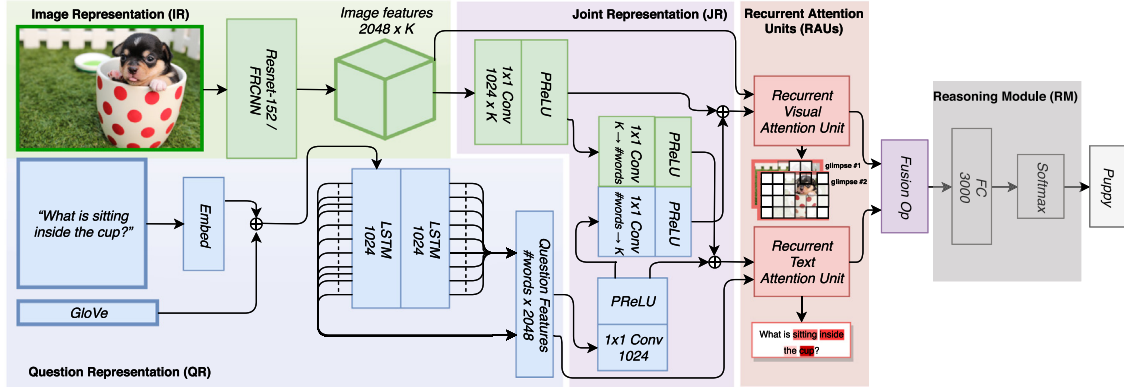 Image Representation (IR)
Resnet-152 /
FRCNN
Image features
2048 x K
Joint Representation (JR)
1x1 Conv
1024 x K
PReLU
1x1 Conv
K → #words
PReLU
1x1 Conv
#words → K
PReLU
PReLU
1x1 Conv
1024
Recurrent Attention
Units (RAUs)
Recurrent
Visual
Attention Unit
glimpse #1
glimpse #2
Recurrent
Text
Attention Unit
What is sitting inside
the cup?
Fusion Op
Reasoning Module (RM)
FC
3000
Softmax
Puppy
“What is sitting
inside the cup?”
Embed
GloVe
LSTM
1024
LSTM
1024
Question Features
#words x 2048
Question Representation (QR)